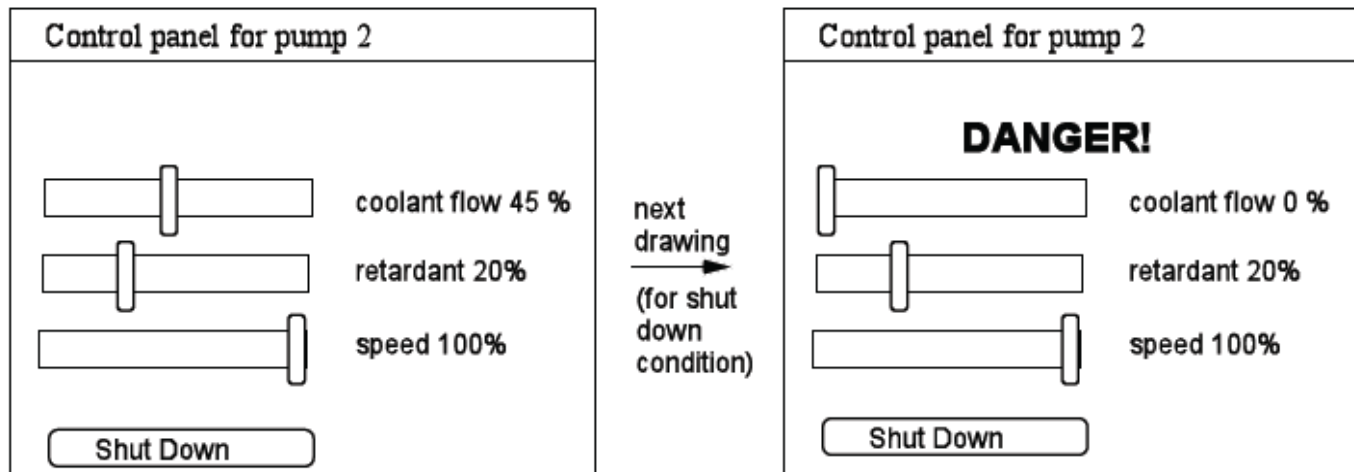 Control panel for pump 2
coolant flow 45 %
retardant 20%
speed 100%
Shut Down
next
drawing
(for shut
down
condition)
Control panel for pump 2
DANGER!
coolant flow 0 %
retardant 20%
speed 100%
Shut Down